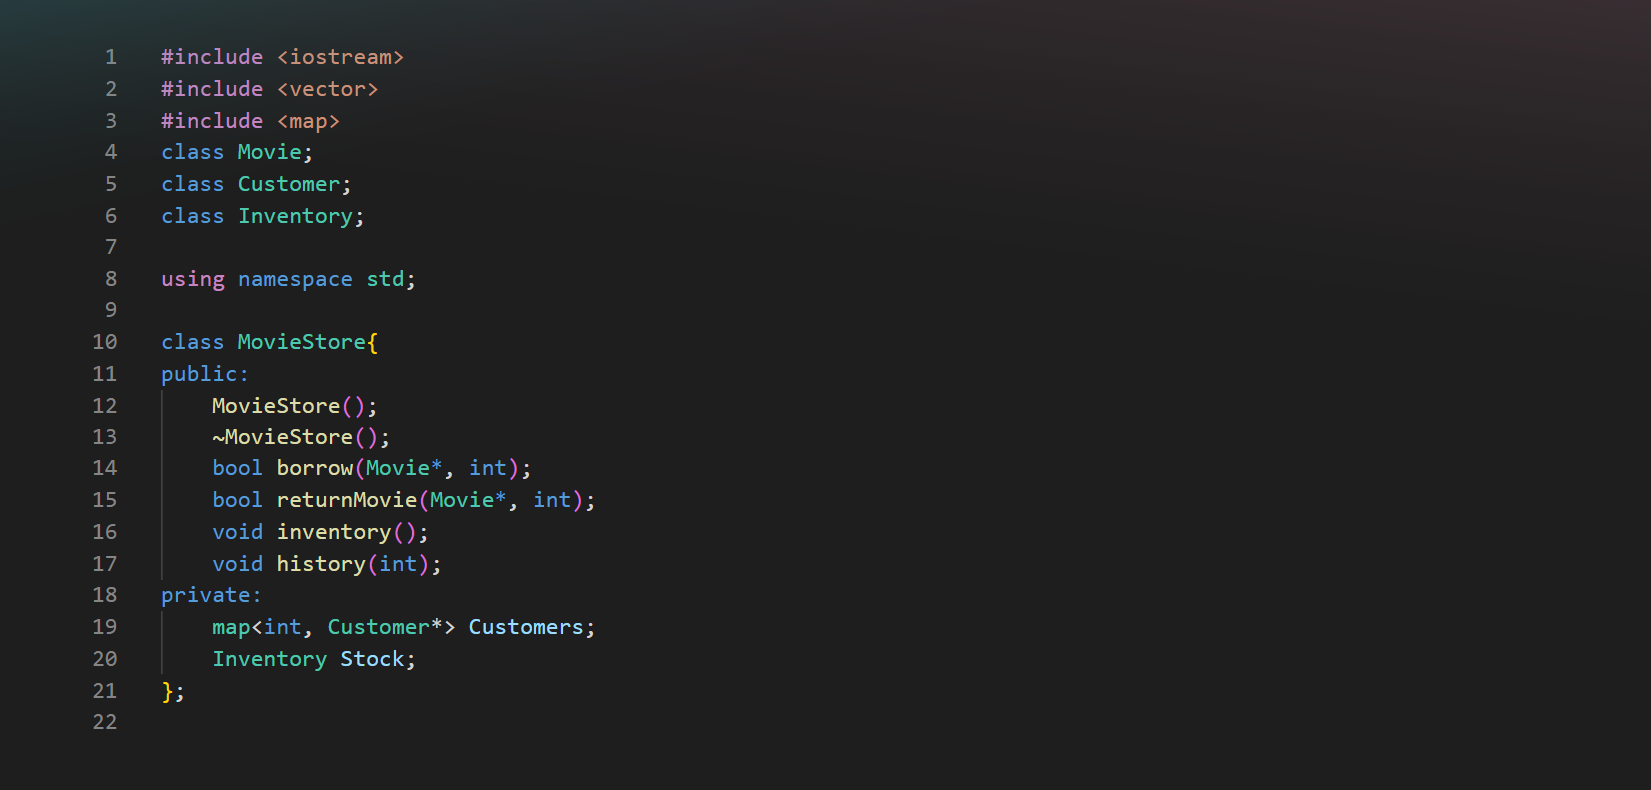 1 #include <iostream>
2 #include <vector>
3 #include <map>
4 class Movie;
5 class Customer;
6 class Inventory;
7
8 using namespace std;
9
10 class MovieStore{
11 public:
12     MovieStore();
13     ~MovieStore();
14     bool borrow(Movie*, int);
15     bool returnMovie(Movie*, int);
16     void inventory();
17     void history(int);
18 private:
19     map<int, Customer*> Customers;
20     Inventory Stock;
21 };
22